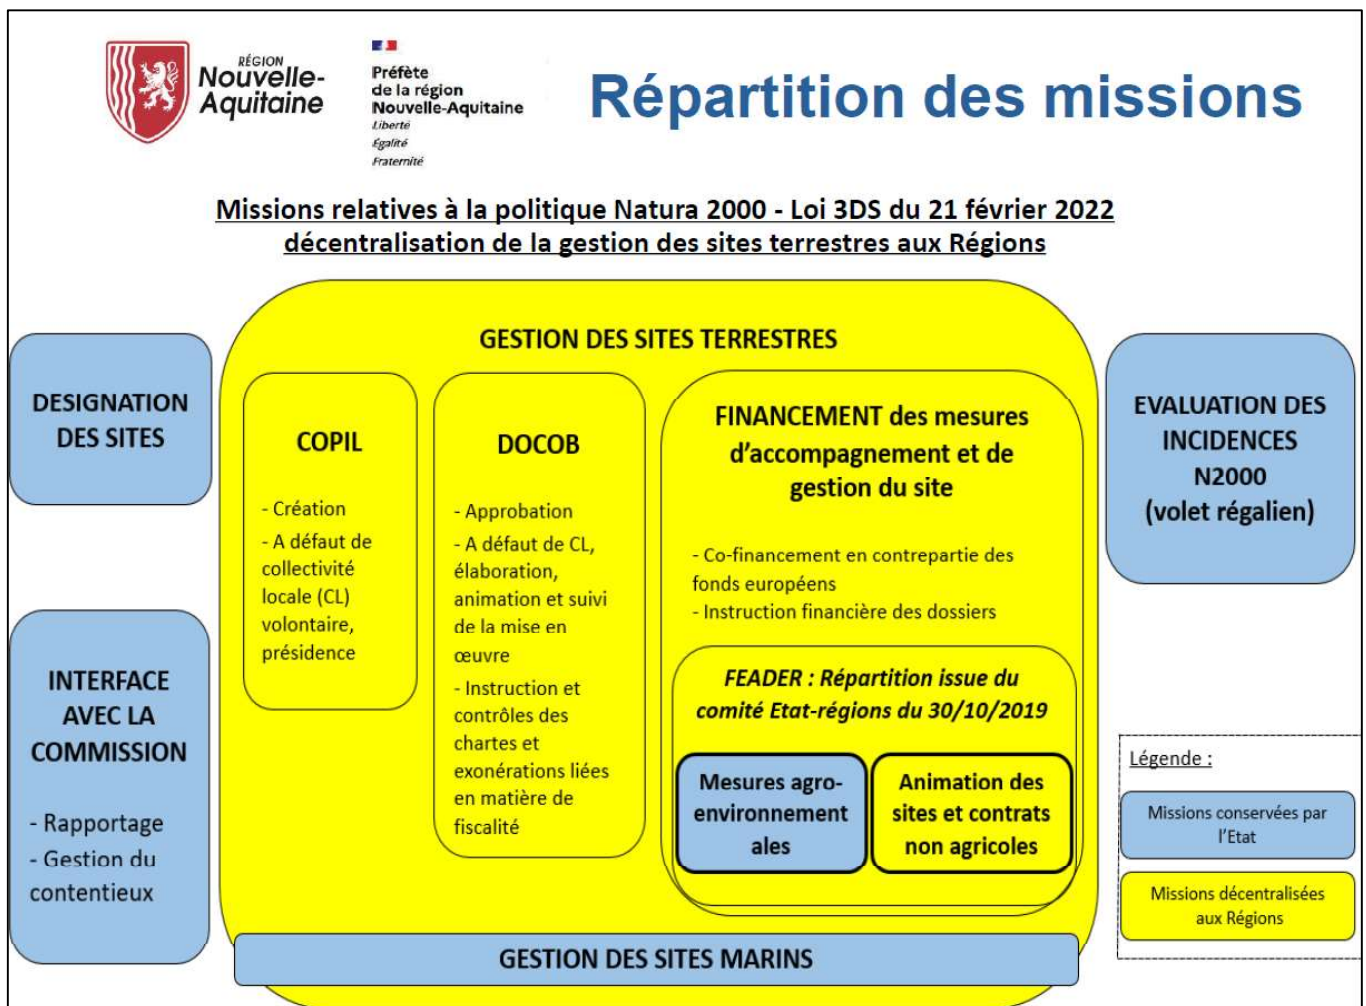 RÉGION
Nouvelle-
Aquitaine
Préfète
de la région
Nouvelle-Aquitaine
Liberté
Égalité
Fraternité
Répartition des missions
Missions relatives à la politique Natura 2000 - Loi 3DS du 21 février 2022
décentralisation de la gestion des sites terrestres aux Régions
DESIGNATION
DES SITES
INTERFACE
AVEC LA
COMMISSION
- Rapportage
- Gestion du
contentieux
GESTION DES SITES TERRESTRES
COPIL
- Création
- A défaut de
collectivité
locale (CL)
volontaire,
présidence
DOCOB
- Approbation
- A défaut de CL,
élaboration,
animation et suivi
de la mise en
œuvre
- Instruction et
contrôles des
chartes et
exonérations liées
en matière de
fiscalité
FINANCEMENT des mesures
d'accompagnement et de
gestion du site
- Co-financement en contrepartie des
fonds européens
- Instruction financière des dossiers
FEADER : Répartition issue du
comité Etat-régions du 30/10/2019
Mesures agro-
environnement
ales
Animation des
sites et contrats
non agricoles
GESTION DES SITES MARINS
EVALUATION DES
INCIDENCES
N2000
(volet régalien)
Légende :
Missions conservées par
l'Etat
Missions décentralisées
aux Régions